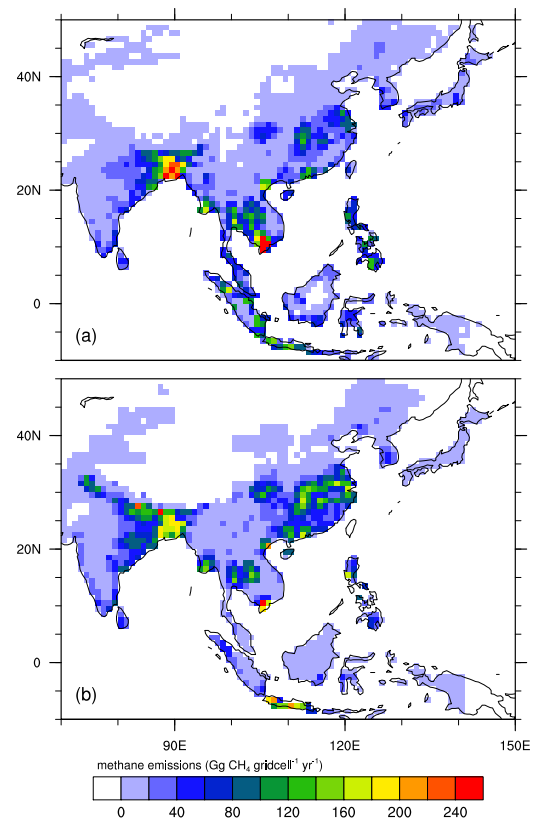 40N
20N
0
(a)
40N
20N
0
(b)
90E 120E 150E
methane emissions (Gg CH₄ gridcell⁻¹ yr⁻¹)
0 40 80 120 160 200 240